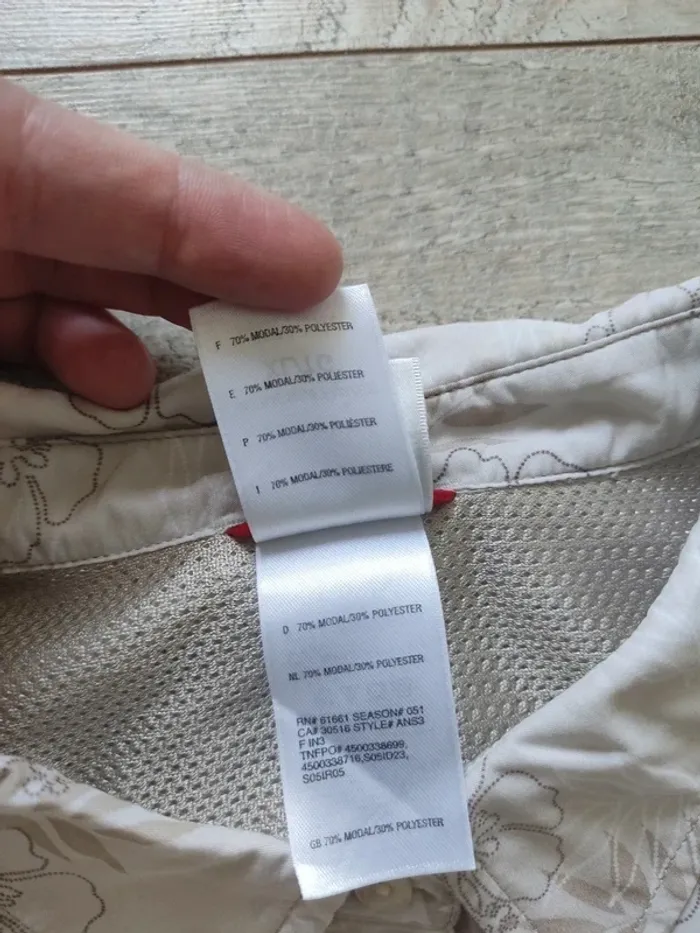 F 70% MODAL/30% POLYESTER
E 70% MODAL/30% POLIÉSTER
P 70% MODAL/30% POLIÉSTER
I 70% MODAL/30% POLIESTERE
D 70% MODAL/30% POLYESTER
NL 70% MODAL/30% POLYESTER
RN# 61661 SEASON# 051
CA# 30516 STYLE# ANS3
F IN3
TNFPO# 4500338699,
4500338716,S05ID23,
S05IR05
GB 70% MODAL/30% POLYESTER